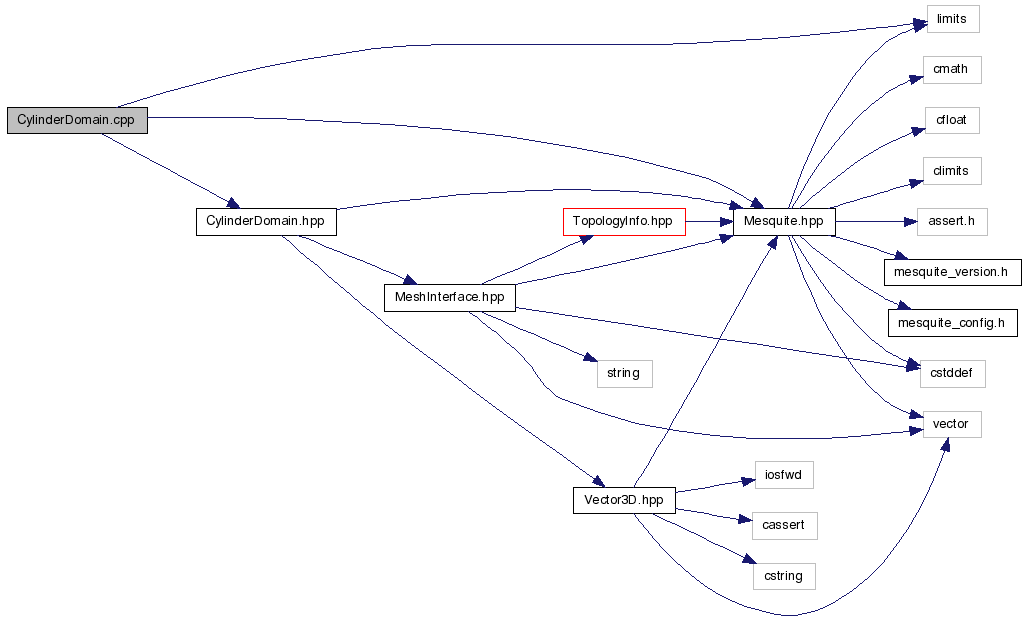 limits
cmath
CylinderDomain.cpp
cfloat
climits
CylinderDomain.hpp
TopologyInfo.hpp
Mesquite.hpp
assert.h
mesquite_version.h
MeshInterface.hpp
mesquite_config.h
string
cstddef
vector
iosfwd
Vector3D.hpp
cassert
cstring